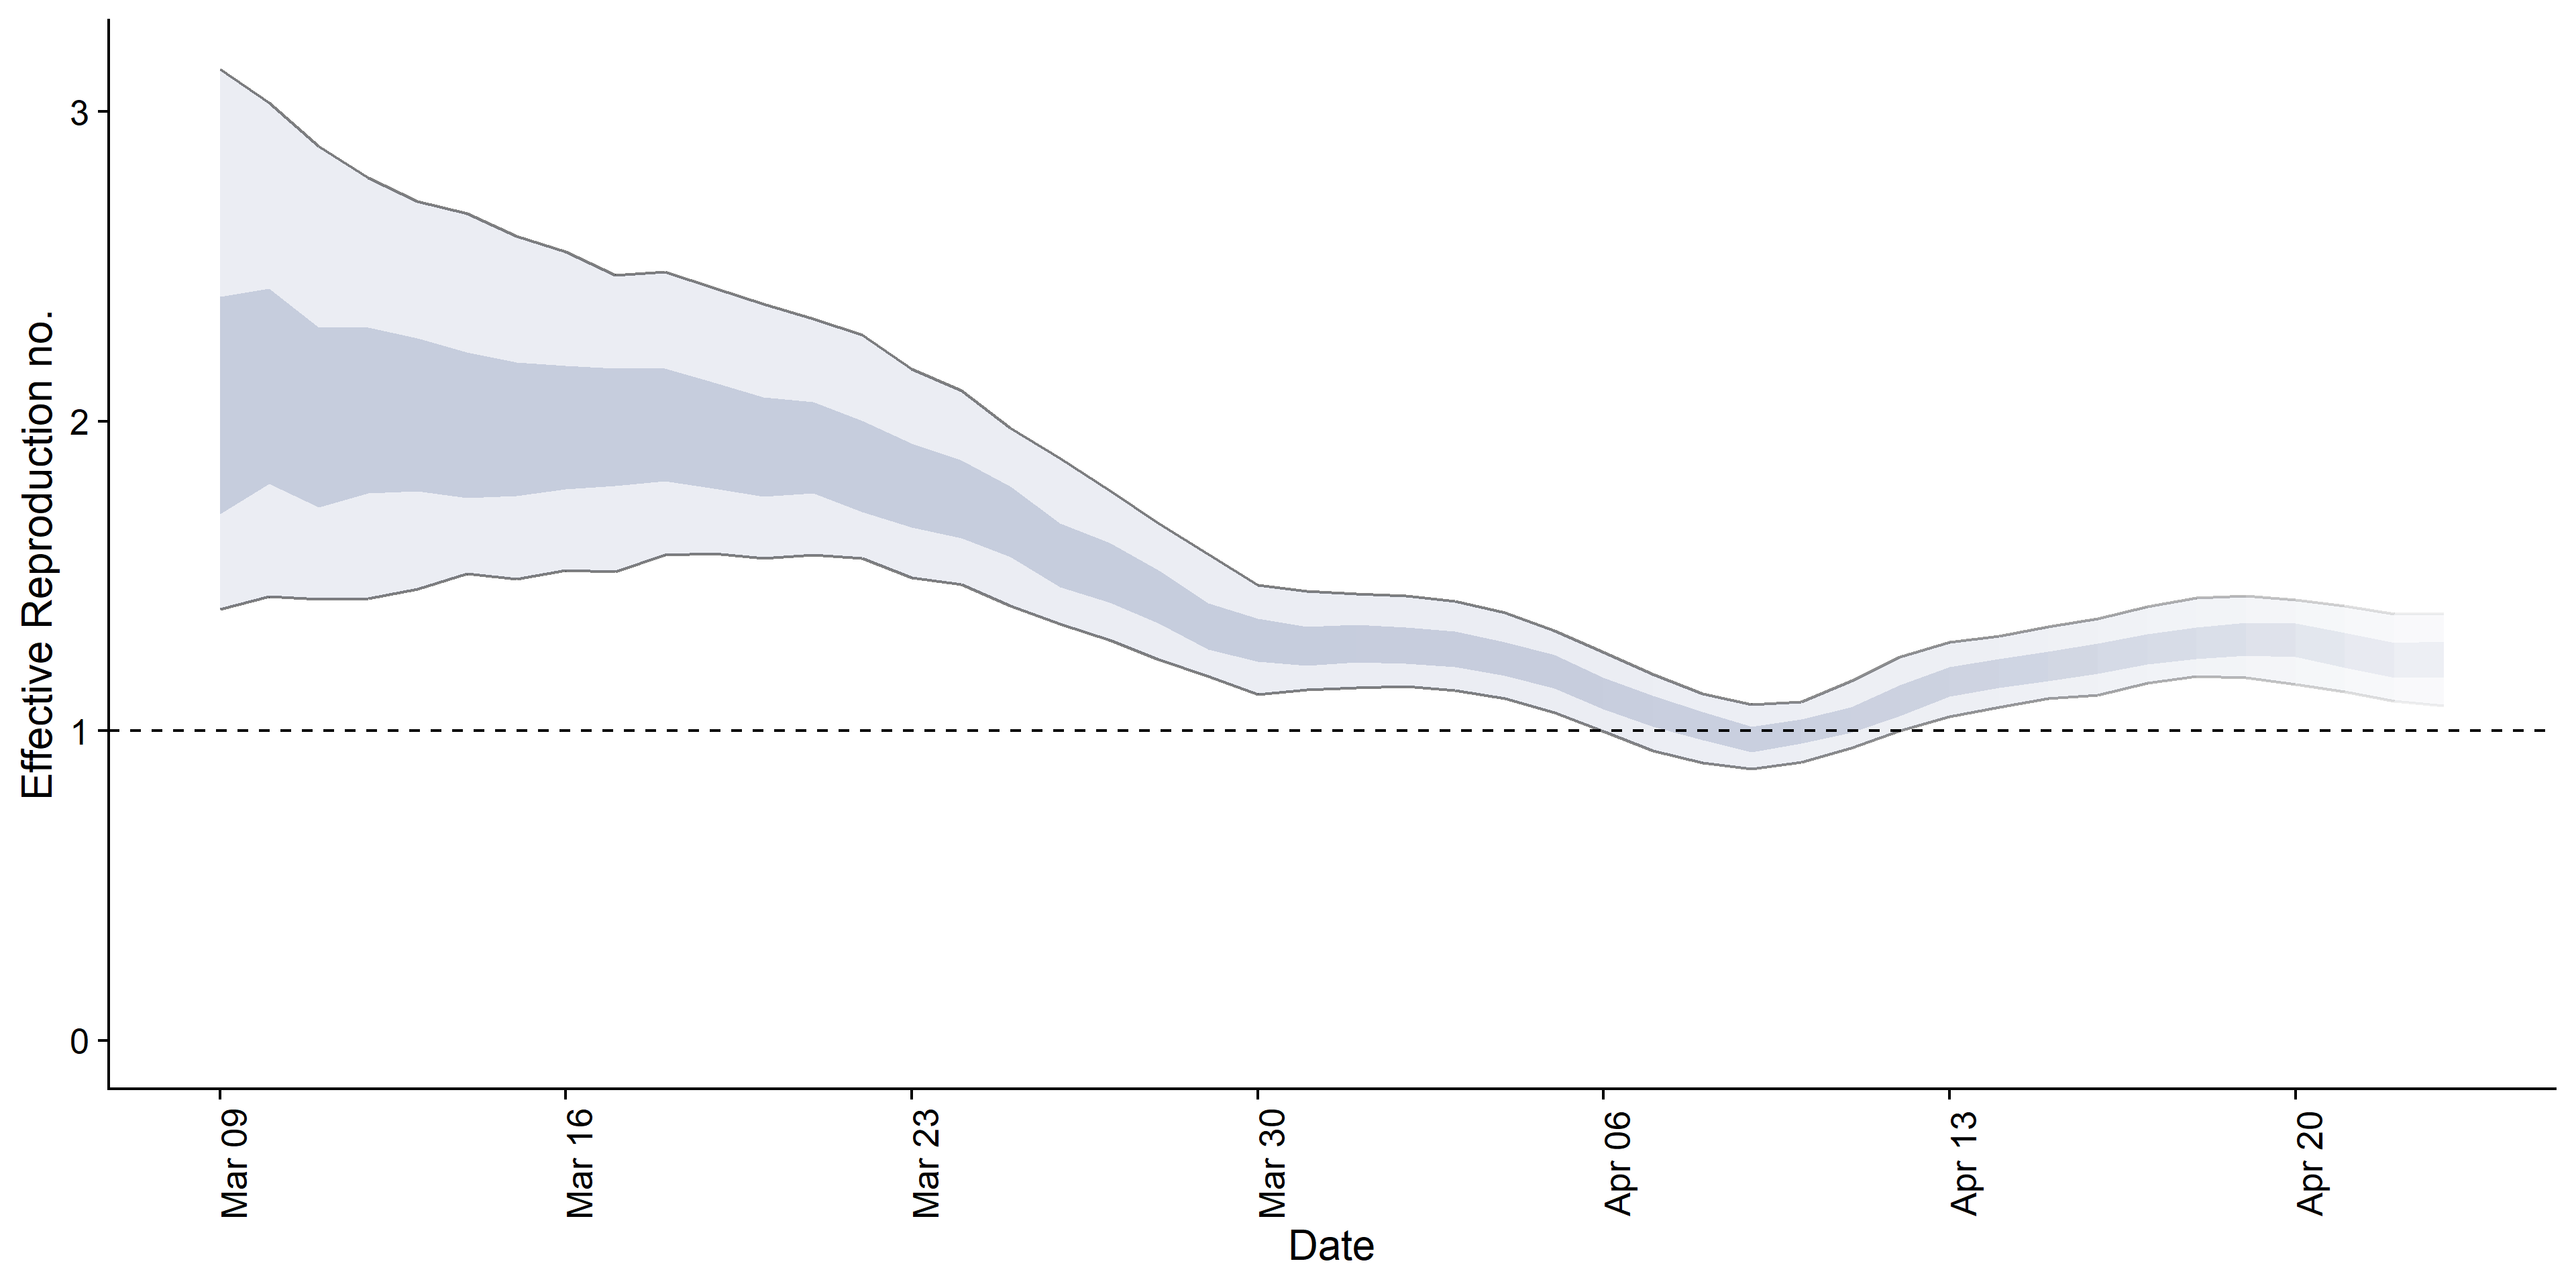 Effective Reproduction no.
3
2
1
0
Mar 09
Mar 16
Mar 23
Mar 30
Apr 06
Apr 13
Apr 20
Date